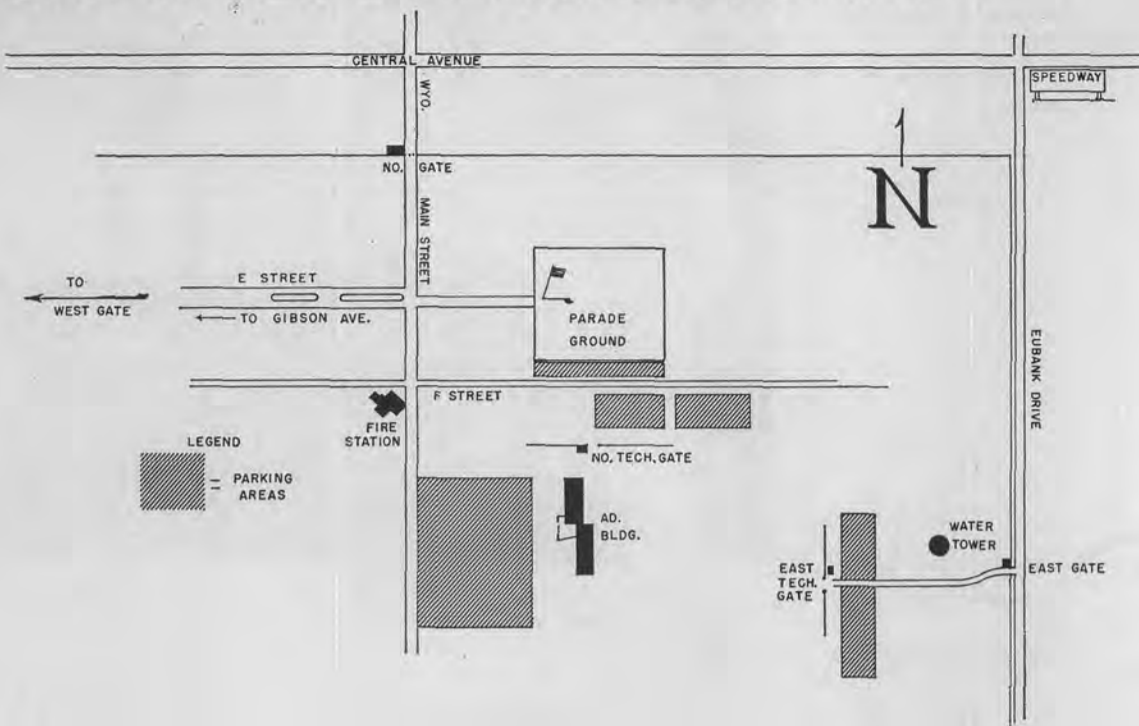 CENTRAL AVENUE
SPEEDWAY
WYO.
NO. GATE
N
MAIN STREET
E STREET
TO
WEST GATE
TO GIBSON AVE.
PARADE
GROUND
EUBANK DRIVE
F STREET
FIRE
STATION
LEGEND
PARKING
AREAS
NO. TECH. GATE
AD.
BLDG.
WATER
TOWER
EAST
TECH.
GATE
EAST GATE